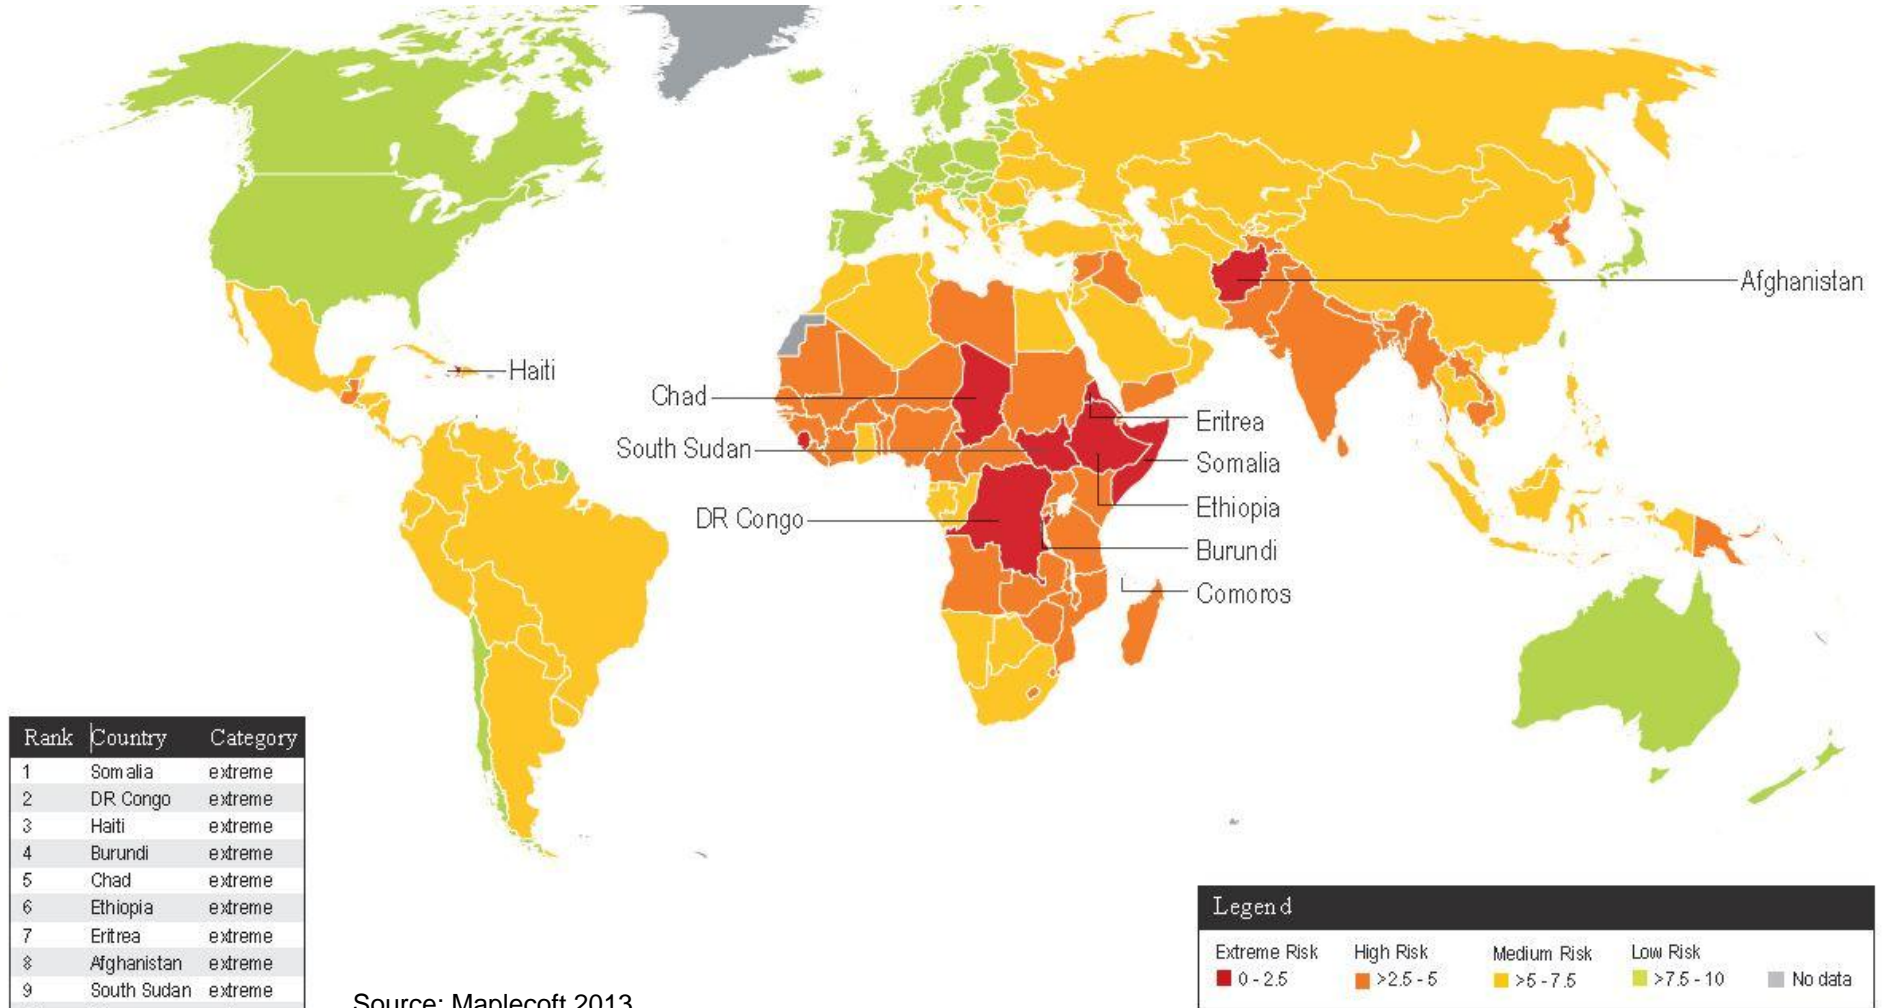 Haiti
Chad
South Sudan
DR Congo
Afghanistan
Eritrea
Somalia
Ethiopia
Burundi
Comoros
Rank Country Category
1 Somalia extreme
2 DR Congo extreme
3 Haiti extreme
4 Burundi extreme
5 Chad extreme
6 Ethiopia extreme
7 Eritrea extreme
8 Afghanistan extreme
9 South Sudan extreme
Source: Maplecoft 2013
Legend
Extreme Risk High Risk Medium Risk Low Risk
0 - 2.5 >2.5 - 5 >5 - 7.5 >7.5 - 10 No data